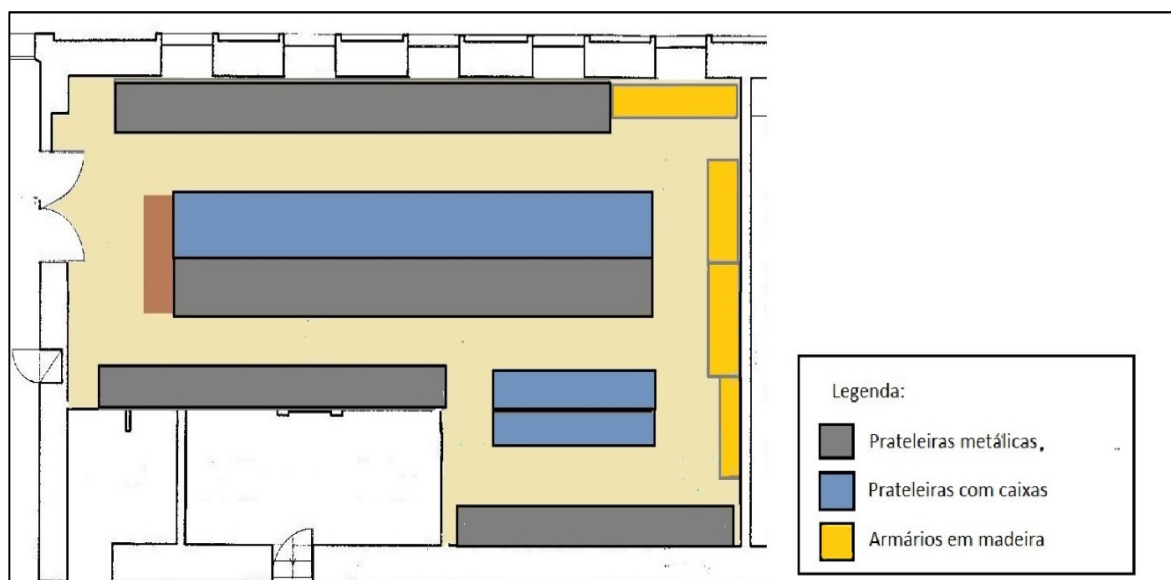 Legenda:
Prateleiras metálicas,
Prateleiras com caixas
Armários em madeira